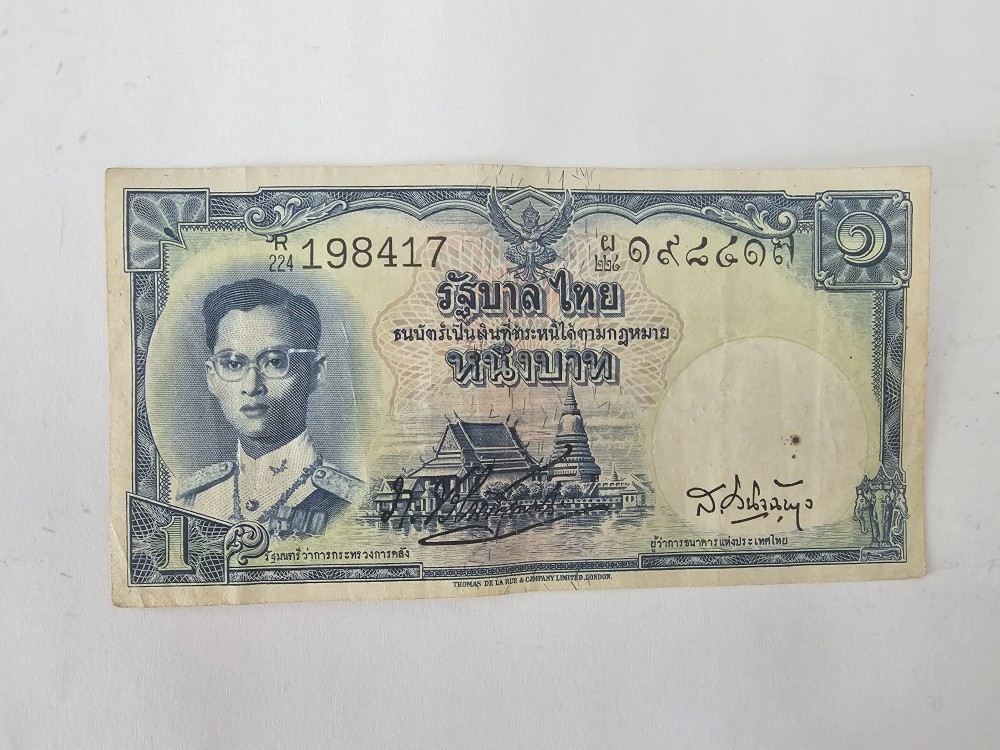 R
224 198417
ผ
๒๒๔ ๑๙๘๔๑๗
๑
รัฐบาลไทย
ธนบัตร์เป็นเงินที่ชำระหนี้ได้ตามกฎหมาย
หนึ่งบาท
1
รัฐมนตรีว่าการกระทรวงการคลัง
ผู้ว่าการธนาคารแห่งประเทศไทย
THOMAS DE LA RUE & COMPANY LIMITED, LONDON.